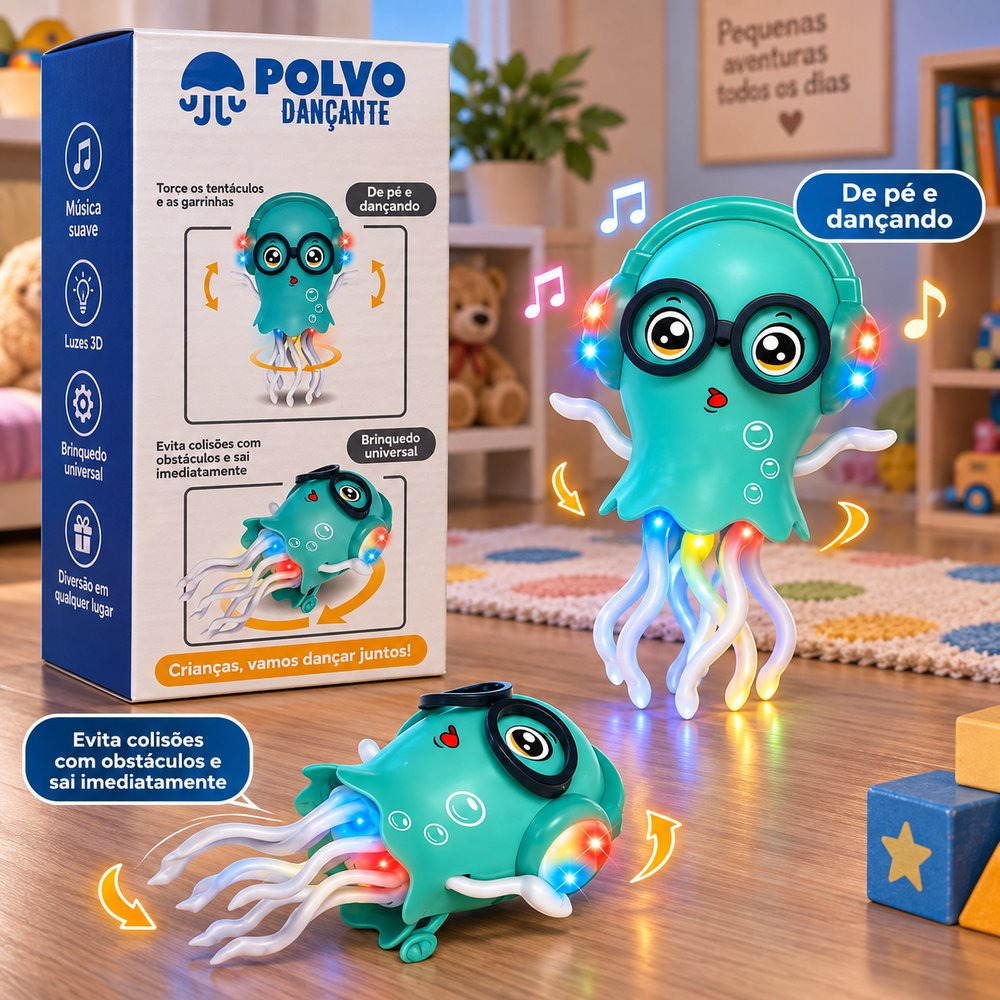 POLVO
DANÇANTE
Música
suave
Luzes 3D
Brinquedo
universal
Diversão em
qualquer lugar
Torçe os tentáculos
e as garrinhas
De pé e
dançando
Evita colisões com
obstáculos e sai
imediatamente
Brinquedo
universal
Crianças, vamos dançar juntos!
Pequenas
aventuras
todos os dias
De pé e
dançando
Evita colisões
com obstáculos e
sai imediatamente